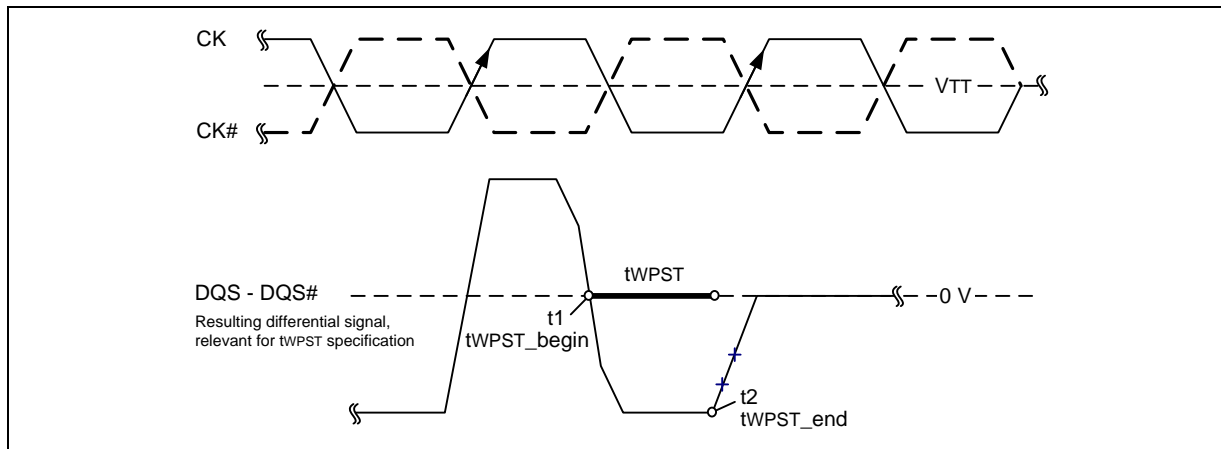 CK
VTT
CK#
tWPST
DQS - DQS#
0 V
Resulting differential signal,
relevant for tWPST specification
t1
tWPST_begin
t2
tWPST_end